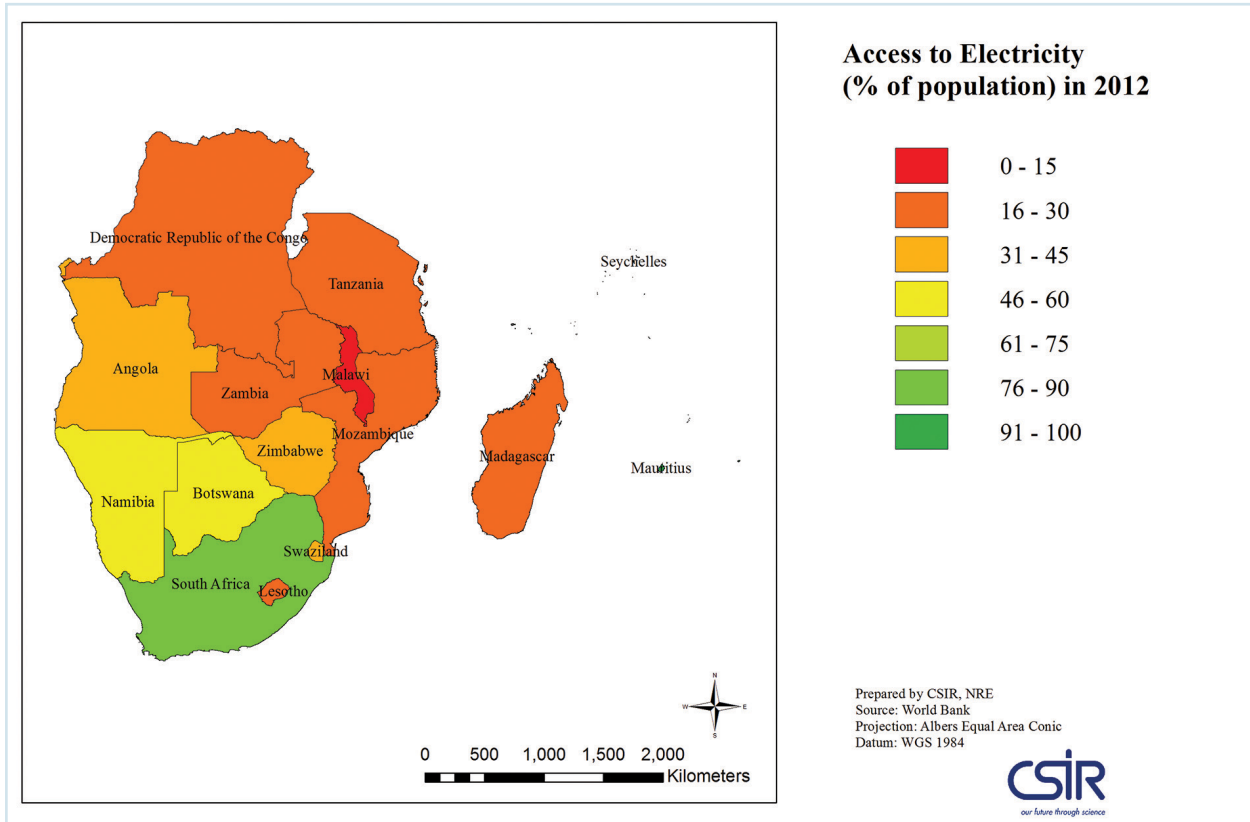 Access to Electricity
(% of population) in 2012
0 - 15
16 - 30
31 - 45
46 - 60
61 - 75
76 - 90
91 - 100
Democratic Republic of the Congo
Seychelles
Tanzania
Angola
Malawi
Zambia
Mozambique
Zimbabwe
Madagascar
Mauritius
Botswana
Namibia
Swaziland
South Africa
Lesotho
N
W
E
S
0 500 1,000 1,500 2,000
Kilometers
Prepared by CSIR, NRE
Source: World Bank
Projection: Albers Equal Area Conic
Datum: WGS 1984
CSIR
our future through science